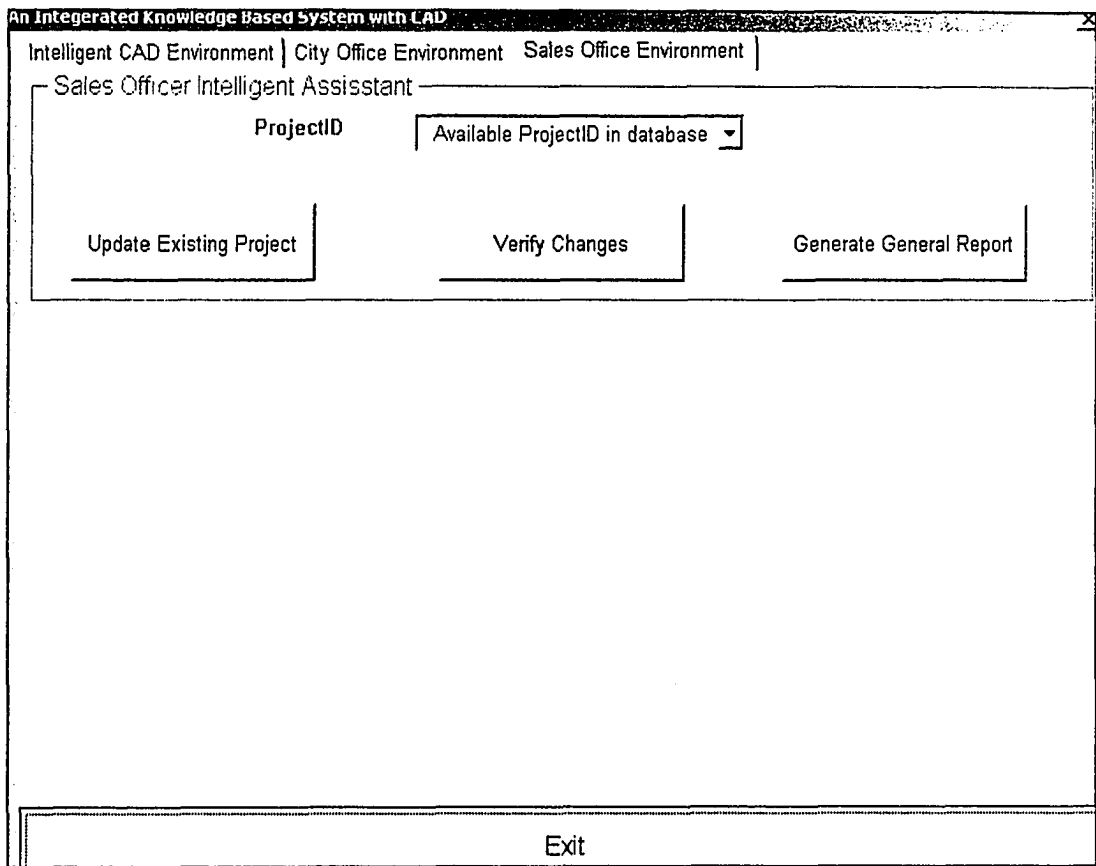 An Integerated Knowledge Based System with CAD
Intelligent CAD Environment City Office Environment Sales Office Environment
Sales Officer Intelligent Assisstant
ProjectID Available ProjectID in database
Update Existing Project Verify Changes Generate General Report
Exit